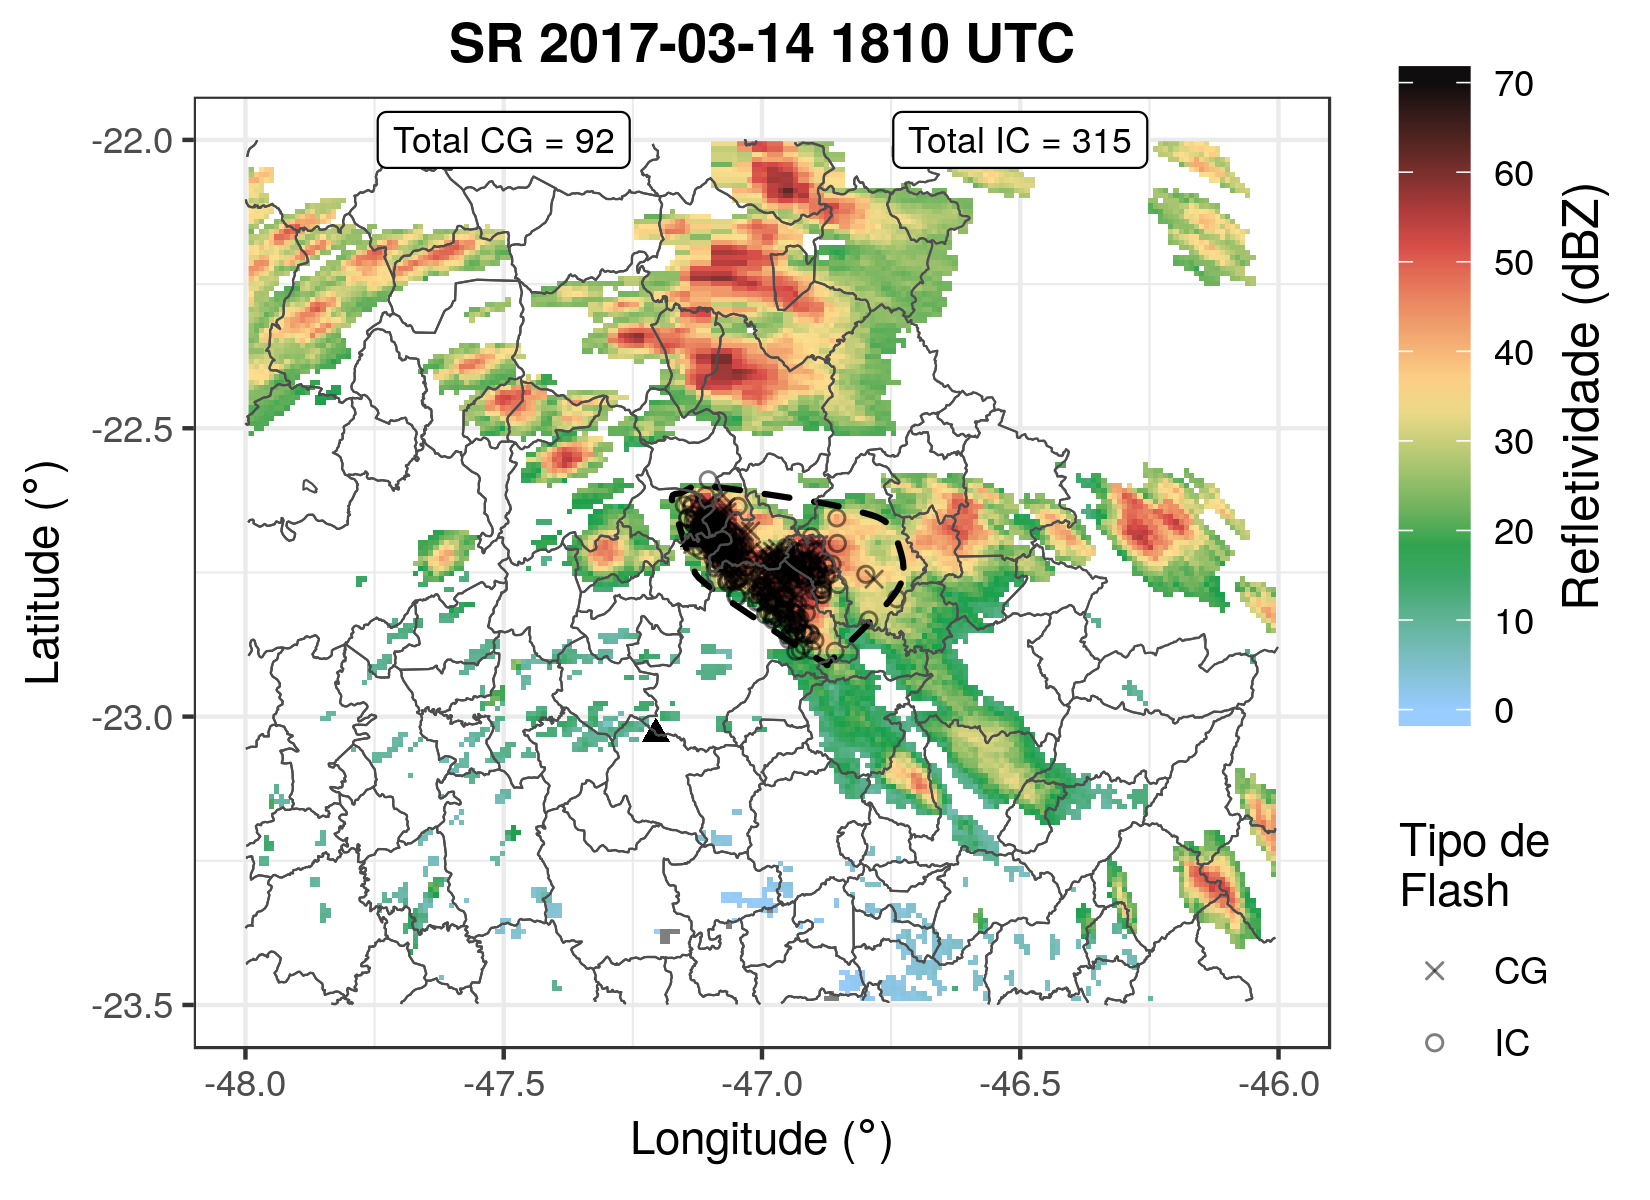 SR 2017-03-14 1810 UTC
Total CG = 92
Total IC = 315
-22.0
-22.5
-23.0
-23.5
Latitude (°)
-48.0
-47.5
-47.0
-46.5
-46.0
Longitude (°)
70
60
50
40
30
20
10
0
Refletividade (dBZ)
Tipo de
Flash
CG
IC